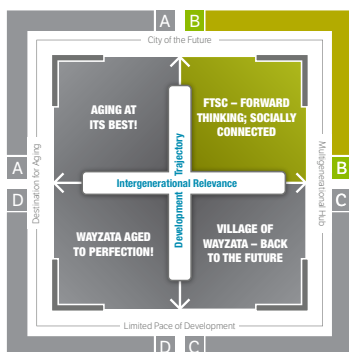 A B
City of the Future
AGING AT
ITS BEST!
FTSC – FORWARD
THINKING; SOCIALLY
CONNECTED
A
B
Destination for Aging
Multigenerational Hub
Development Trajectory
Intergenerational Relevance
D
C
WAYZATA AGED
TO PERFECTION!
VILLAGE OF
WAYZATA – BACK
TO THE FUTURE
Limited Pace of Development
D C